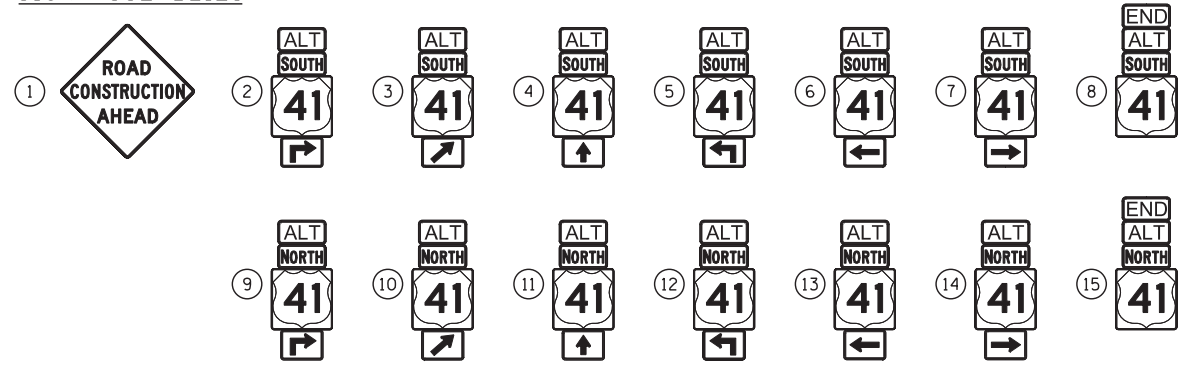 1 ROAD CONSTRUCTION AHEAD
2 ALT SOUTH 41
3 ALT SOUTH 41
4 ALT SOUTH 41
5 ALT SOUTH 41
6 ALT SOUTH 41
7 ALT SOUTH 41
8 END ALT SOUTH 41
9 ALT NORTH 41
10 ALT NORTH 41
11 ALT NORTH 41
12 ALT NORTH 41
13 ALT NORTH 41
14 ALT NORTH 41
15 END ALT NORTH 41